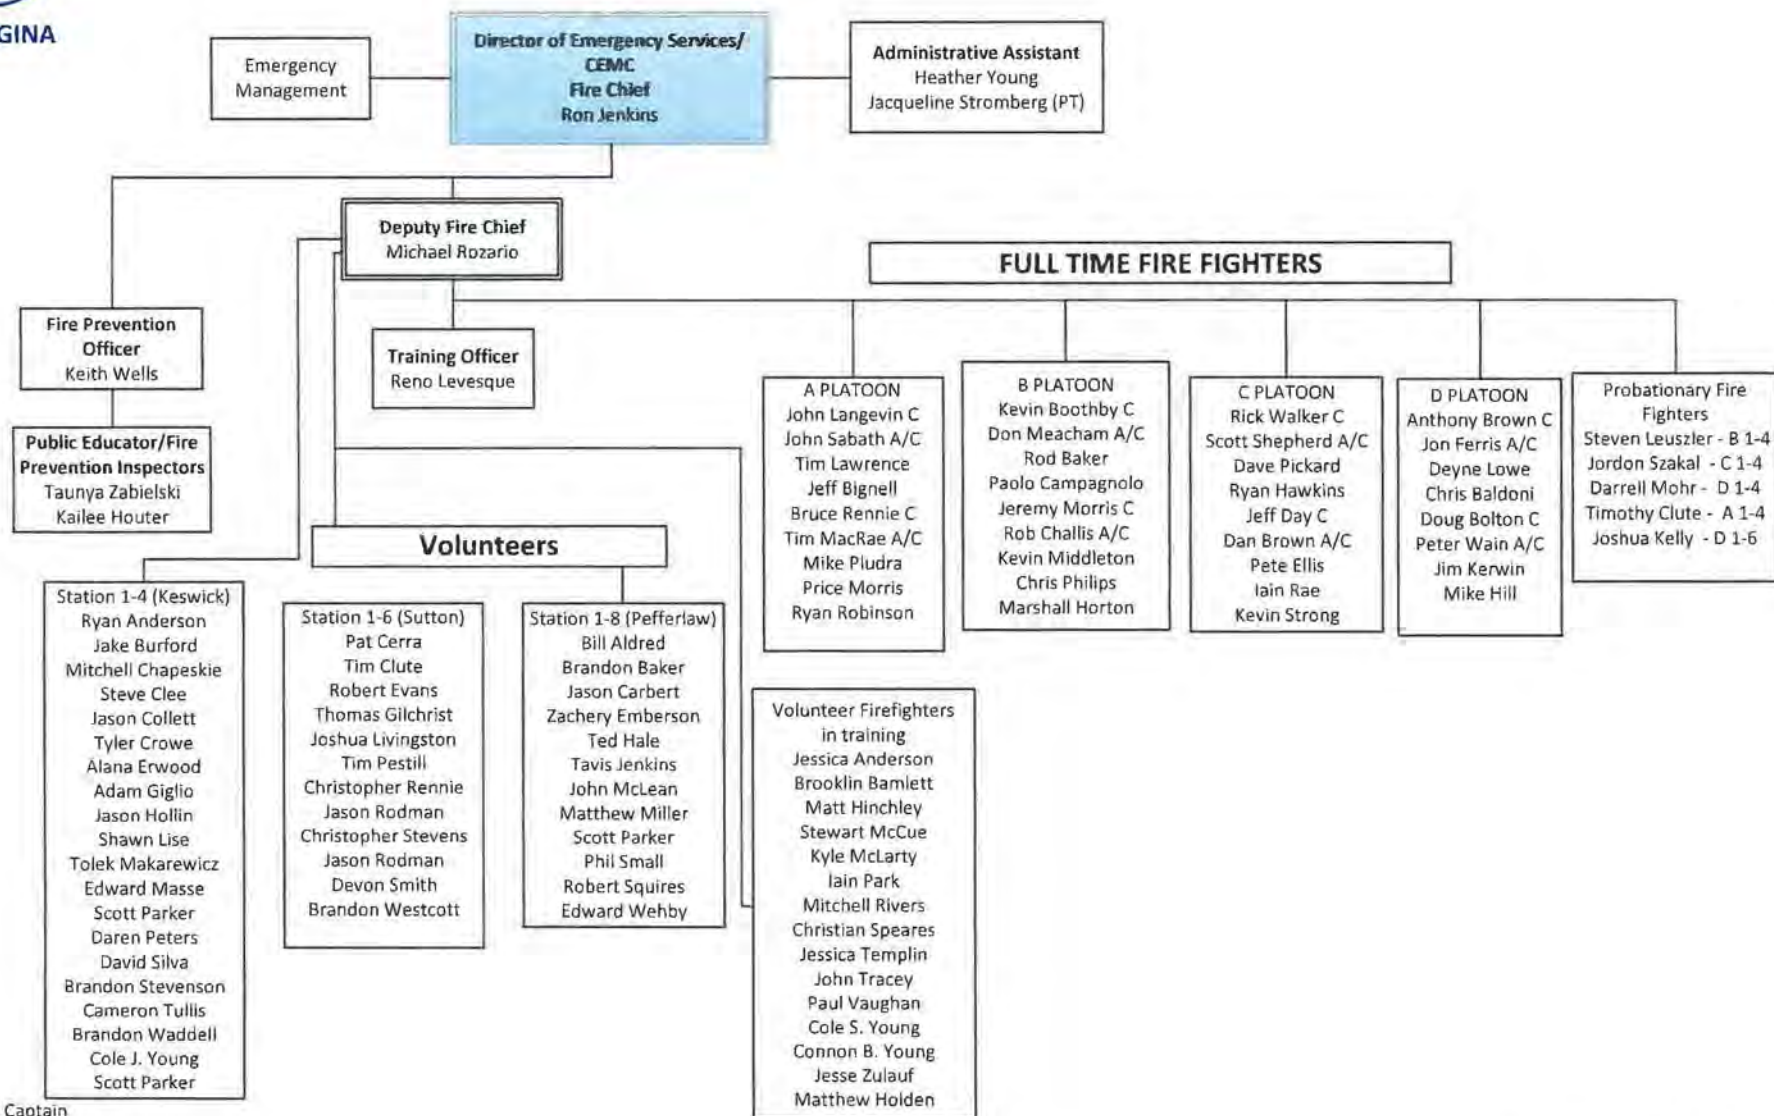 GINA
Emergency
Management
Director of Emergency Services/
CEMC
Fire Chief
Ron Jenkins
Administrative Assistant
Heather Young
Jacqueline Stromberg (PT)
Deputy Fire Chief
Michael Rozario
FULL TIME FIRE FIGHTERS
Fire Prevention
Officer
Keith Wells
Training Officer
Reno Levesque
Public Educator/Fire
Prevention Inspectors
Taunya Zabielski
Kailee Houter
A PLATOON
John Langevin C
John Sabath A/C
Tim Lawrence
Jeff Bignell
Bruce Rennie C
Tim MacRae A/C
Mike Pludra
Price Morris
Ryan Robinson
B PLATOON
Kevin Boothby C
Don Meacham A/C
Rod Baker
Paolo Campagnolo
Jeremy Morris C
Rob Challis A/C
Kevin Middleton
Chris Philips
Marshall Horton
C PLATOON
Rick Walker C
Scott Shepherd A/C
Dave Pickard
Ryan Hawkins
Jeff Day C
Dan Brown A/C
Pete Ellis
Iain Rae
Kevin Strong
D PLATOON
Anthony Brown C
Jon Ferris A/C
Deyne Lowe
Chris Baldoni
Doug Bolton C
Peter Wain A/C
Jim Kerwin
Mike Hill
Probationary Fire
Fighters
Steven Leuszler - B 1-4
Jordon Szakal - C 1-4
Darrell Mohr - D 1-4
Timothy Clute - A 1-4
Joshua Kelly - D 1-6
Volunteers
Station 1-4 (Keswick)
Ryan Anderson
Jake Burford
Mitchell Chapeskie
Steve Clee
Jason Collett
Tyler Crowe
Alana Erwood
Adam Giglio
Jason Hollin
Shawn Lise
Tolek Makarewicz
Edward Masse
Scott Parker
Daren Peters
David Silva
Brandon Stevenson
Cameron Tullis
Brandon Waddell
Cole J. Young
Scott Parker
Station 1-6 (Sutton)
Pat Cerra
Tim Clute
Robert Evans
Thomas Gilchrist
Joshua Livingston
Tim Pestill
Christopher Rennie
Jason Rodman
Christopher Stevens
Jason Rodman
Devon Smith
Brandon Westcott
Station 1-8 (Pefferlaw)
Bill Aldred
Brandon Baker
Jason Carbert
Zachery Emberson
Ted Hale
Tavis Jenkins
John McLean
Matthew Miller
Scott Parker
Phil Small
Robert Squires
Edward Wehby
Volunteer Firefighters
in training
Jessica Anderson
Brooklin Bamlett
Matt Hinchley
Stewart McCue
Kyle McLarty
Iain Park
Mitchell Rivers
Christian Speares
Jessica Templin
John Tracey
Paul Vaughan
Cole S. Young
Connon B. Young
Jesse Zulauf
Matthew Holden
Captain